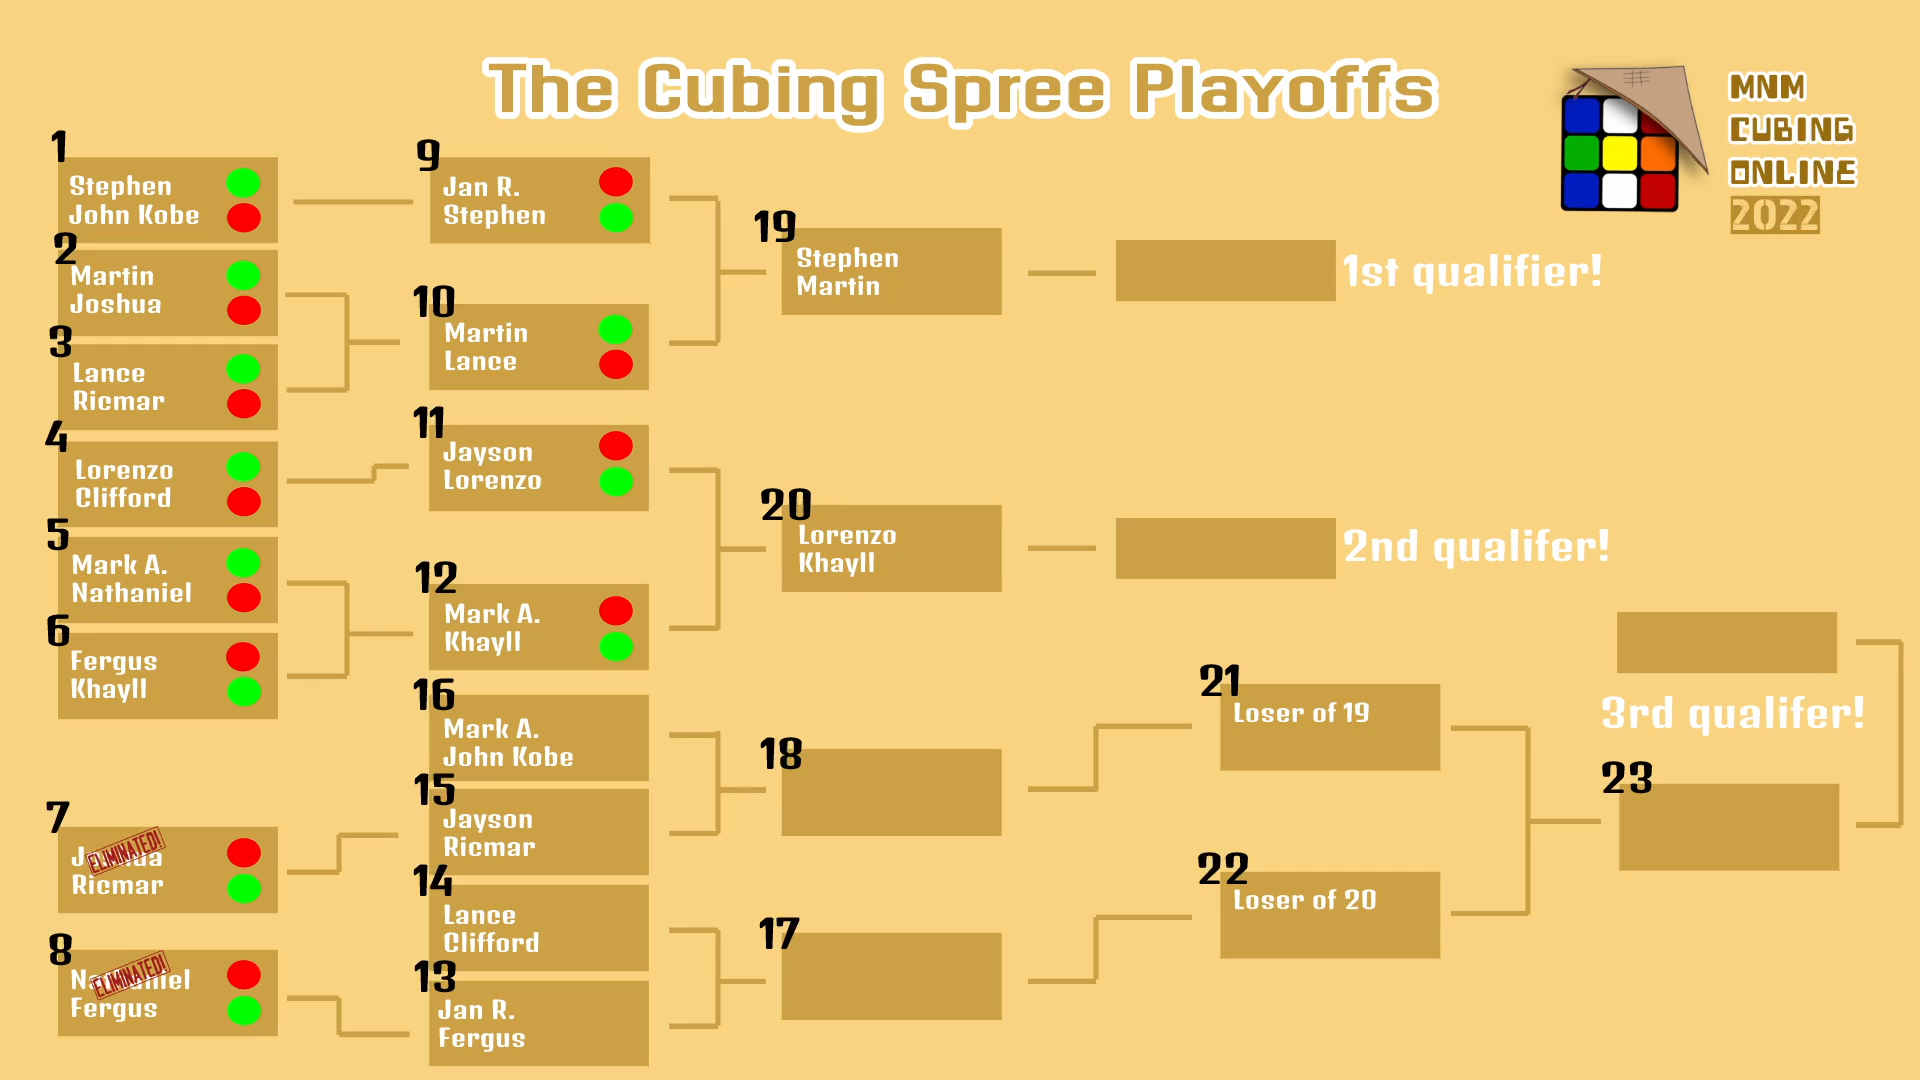 The Cubing Spree Playoffs
MNM
CUBING
ONLINE
2022
1
Stephen
John Kobe
2
Martin
Joshua
3
Lance
Ricmar
4
Lorenzo
Clifford
5
Mark A.
Nathaniel
6
Fergus
Khayll
7
ELIMINATED!
Joshua
Ricmar
8
ELIMINATED!
Nathaniel
Fergus
9
Jan R.
Stephen
10
Martin
Lance
11
Jayson
Lorenzo
12
Mark A.
Khayll
16
Mark A.
John Kobe
15
Jayson
Ricmar
14
Lance
Clifford
13
Jan R.
Fergus
19
Stephen
Martin
20
Lorenzo
Khayll
18
17
1st qualifier!
2nd qualifer!
21
Loser of 19
22
Loser of 20
3rd qualifer!
23